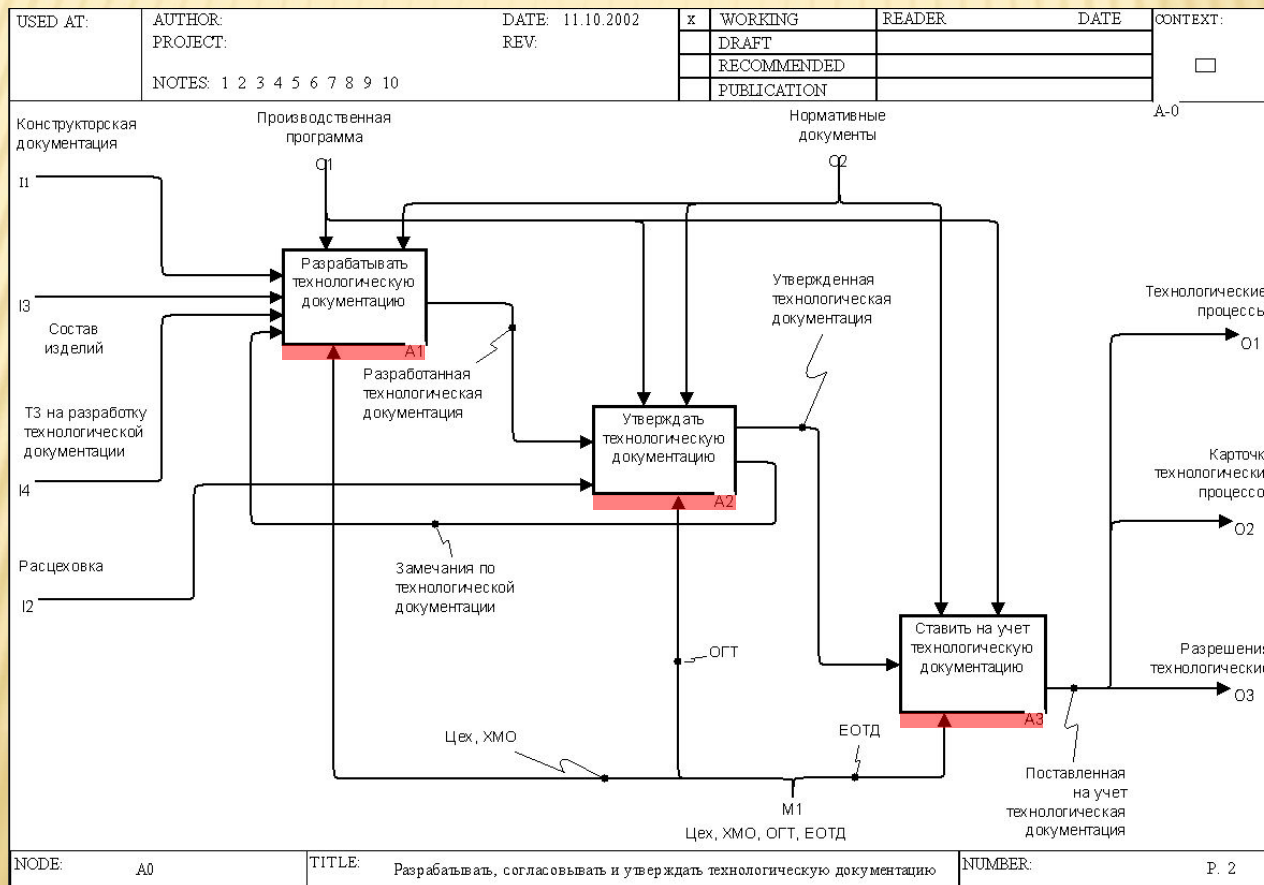 USED AT:
AUTHOR:
DATE: 11.10.2002
PROJECT:
REV:
NOTES: 1 2 3 4 5 6 7 8 9 10
x WORKING
DRAFT
RECOMMENDED
PUBLICATION
READER DATE
CONTEXT:
A-0
Конструкторская
документация
I1
Производственная
программа
C1
Нормативные
документы
C2
Разрабатывать
технологическую
документацию
A1
I3
Состав
изделий
ТЗ на разработку
технологической
документации
I4
Расцеховка
I2
Разработанная
технологическая
документация
Утвержденная
технологическая
документация
Утверждать
технологическую
документацию
A2
Замечания по
технологической
документации
Технологические
процессы
O1
Карточк
технологически
процессо
O2
Ставить на учет
технологическую
документацию
A3
Разрешения
технологические
O3
ОГТ
Цех, ХМО
ЕОТД
M1
Цех, ХМО, ОГТ, ЕОТД
Поставленная
на учет
технологическая
документация
NODE: A0
TITLE: Разрабатывать, согласовывать и утверждать технологическую документацию
NUMBER: P. 2